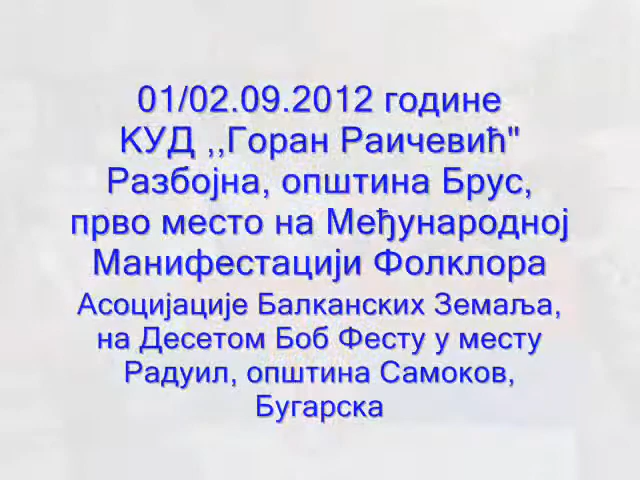 01/02.09.2012 године
КУД ,,Горан Раичевић"
Разбојна, општина Брус,
прво место на Међународној
Манифестацији Фолклора
Асоцијације Балканских Земаља,
на Десетом Боб Фесту у месту
Радуил, општина Самоков,
Бугарска